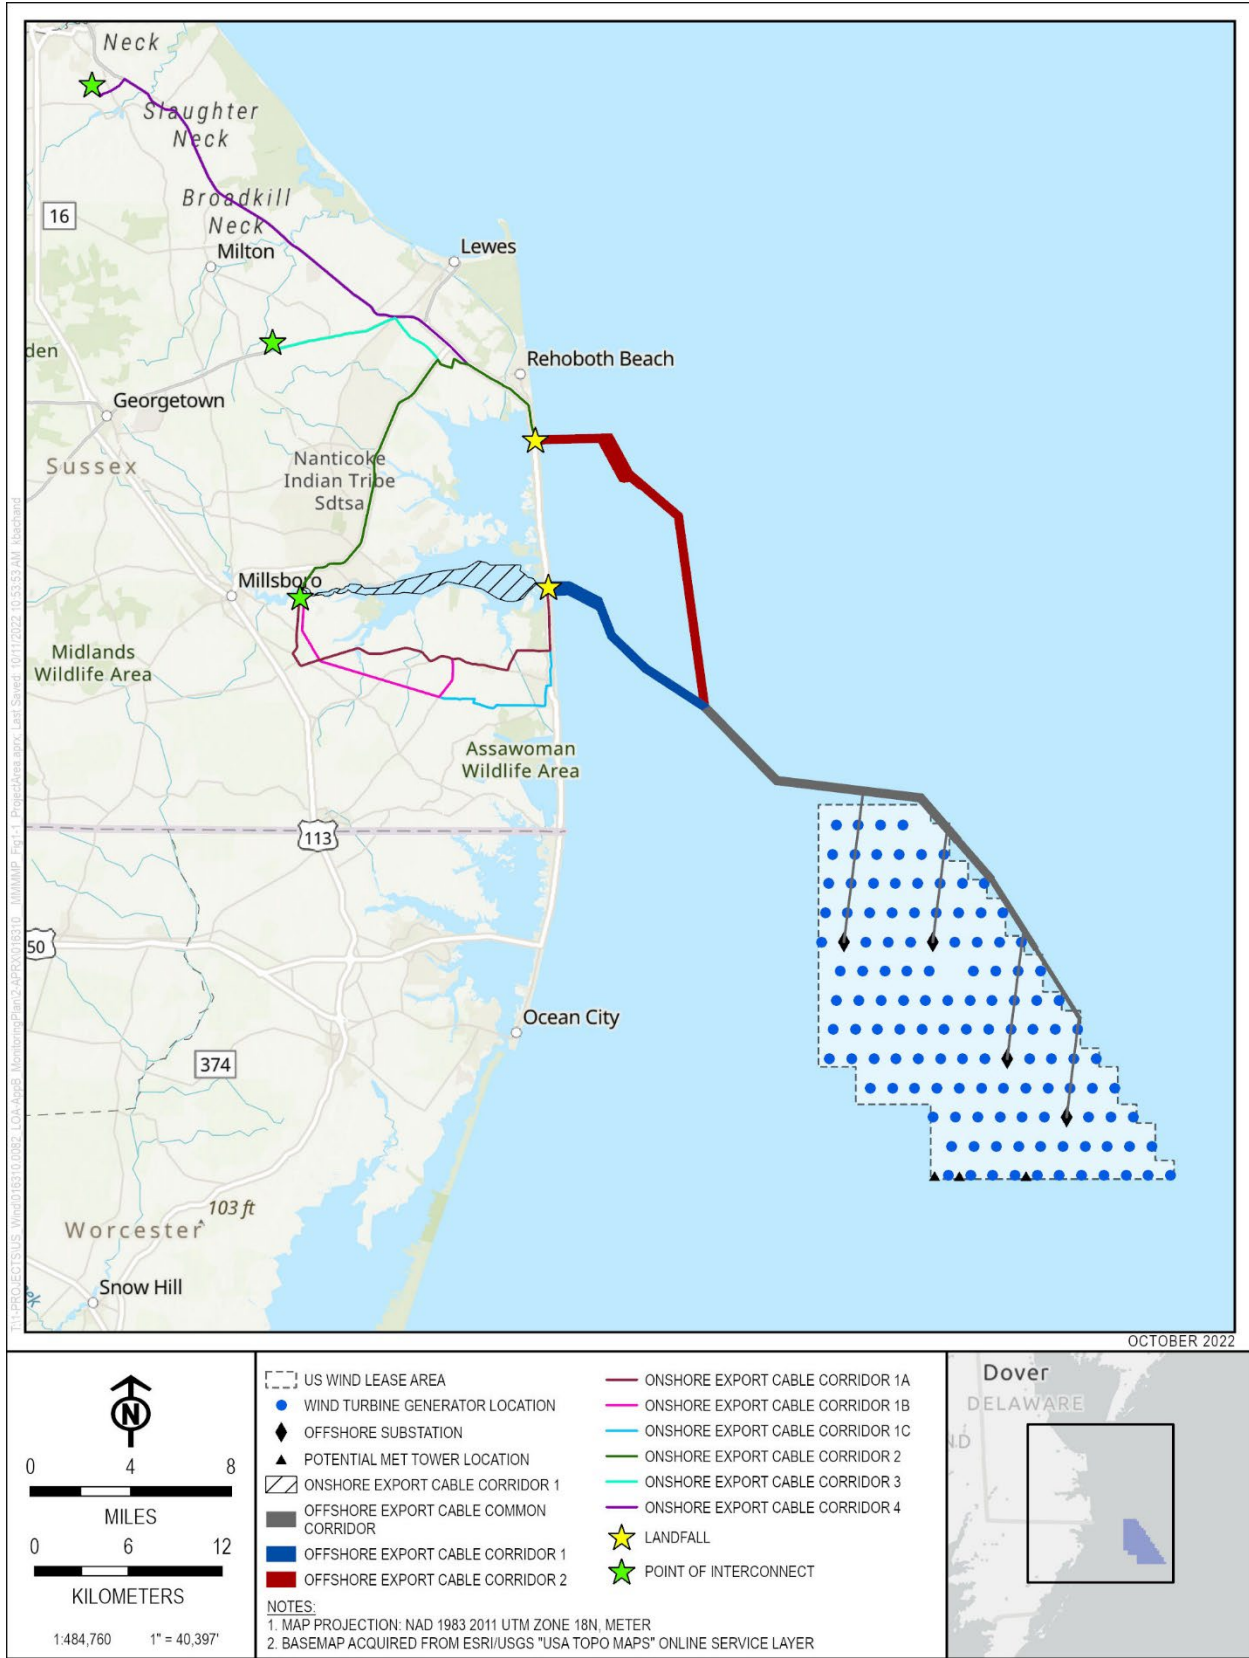 Neck
Slaughter
Neck
Broadkill
Neck
16
Milton
Lewes
den
Rehoboth Beach
Georgetown
Sussex
Nanticoke
Indian Tribe
Sdtsa
Millsboro
Midlands
Wildlife Area
Assawoman
Wildlife Area
113
50
Ocean City
374
103 ft
Worcester
Snow Hill
OCTOBER 2022
N
0 4 8
MILES
0 6 12
KILOMETERS
1:484,760 1" = 40,397'
US WIND LEASE AREA
WIND TURBINE GENERATOR LOCATION
OFFSHORE SUBSTATION
POTENTIAL MET TOWER LOCATION
ONSHORE EXPORT CABLE CORRIDOR 1
OFFSHORE EXPORT CABLE COMMON
CORRIDOR
OFFSHORE EXPORT CABLE CORRIDOR 1
OFFSHORE EXPORT CABLE CORRIDOR 2
ONSHORE EXPORT CABLE CORRIDOR 1A
ONSHORE EXPORT CABLE CORRIDOR 1B
ONSHORE EXPORT CABLE CORRIDOR 1C
ONSHORE EXPORT CABLE CORRIDOR 2
ONSHORE EXPORT CABLE CORRIDOR 3
ONSHORE EXPORT CABLE CORRIDOR 4
LANDFALL
POINT OF INTERCONNECT
NOTES:
1. MAP PROJECTION: NAD 1983 2011 UTM ZONE 18N, METER
2. BASEMAP ACQUIRED FROM ESRI/USGS "USA TOPO MAPS" ONLINE SERVICE LAYER
Dover
DELAWARE